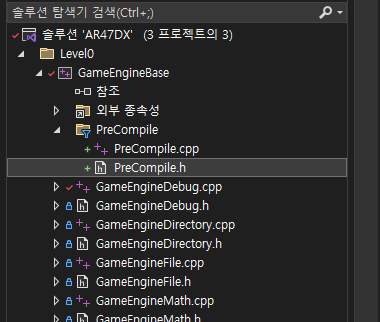 솔루션 탐색기 검색(Ctrl+;)
솔루션 'AR47DX' (3 프로젝트의 3)
Level0
GameEngineBase
참조
외부 종속성
PreCompile
PreCompile.cpp
PreCompile.h
GameEngineDebug.cpp
GameEngineDebug.h
GameEngineDirectory.cpp
GameEngineDirectory.h
GameEngineFile.cpp
GameEngineFile.h
GameEngineMath.cpp
GameEngineMath.h